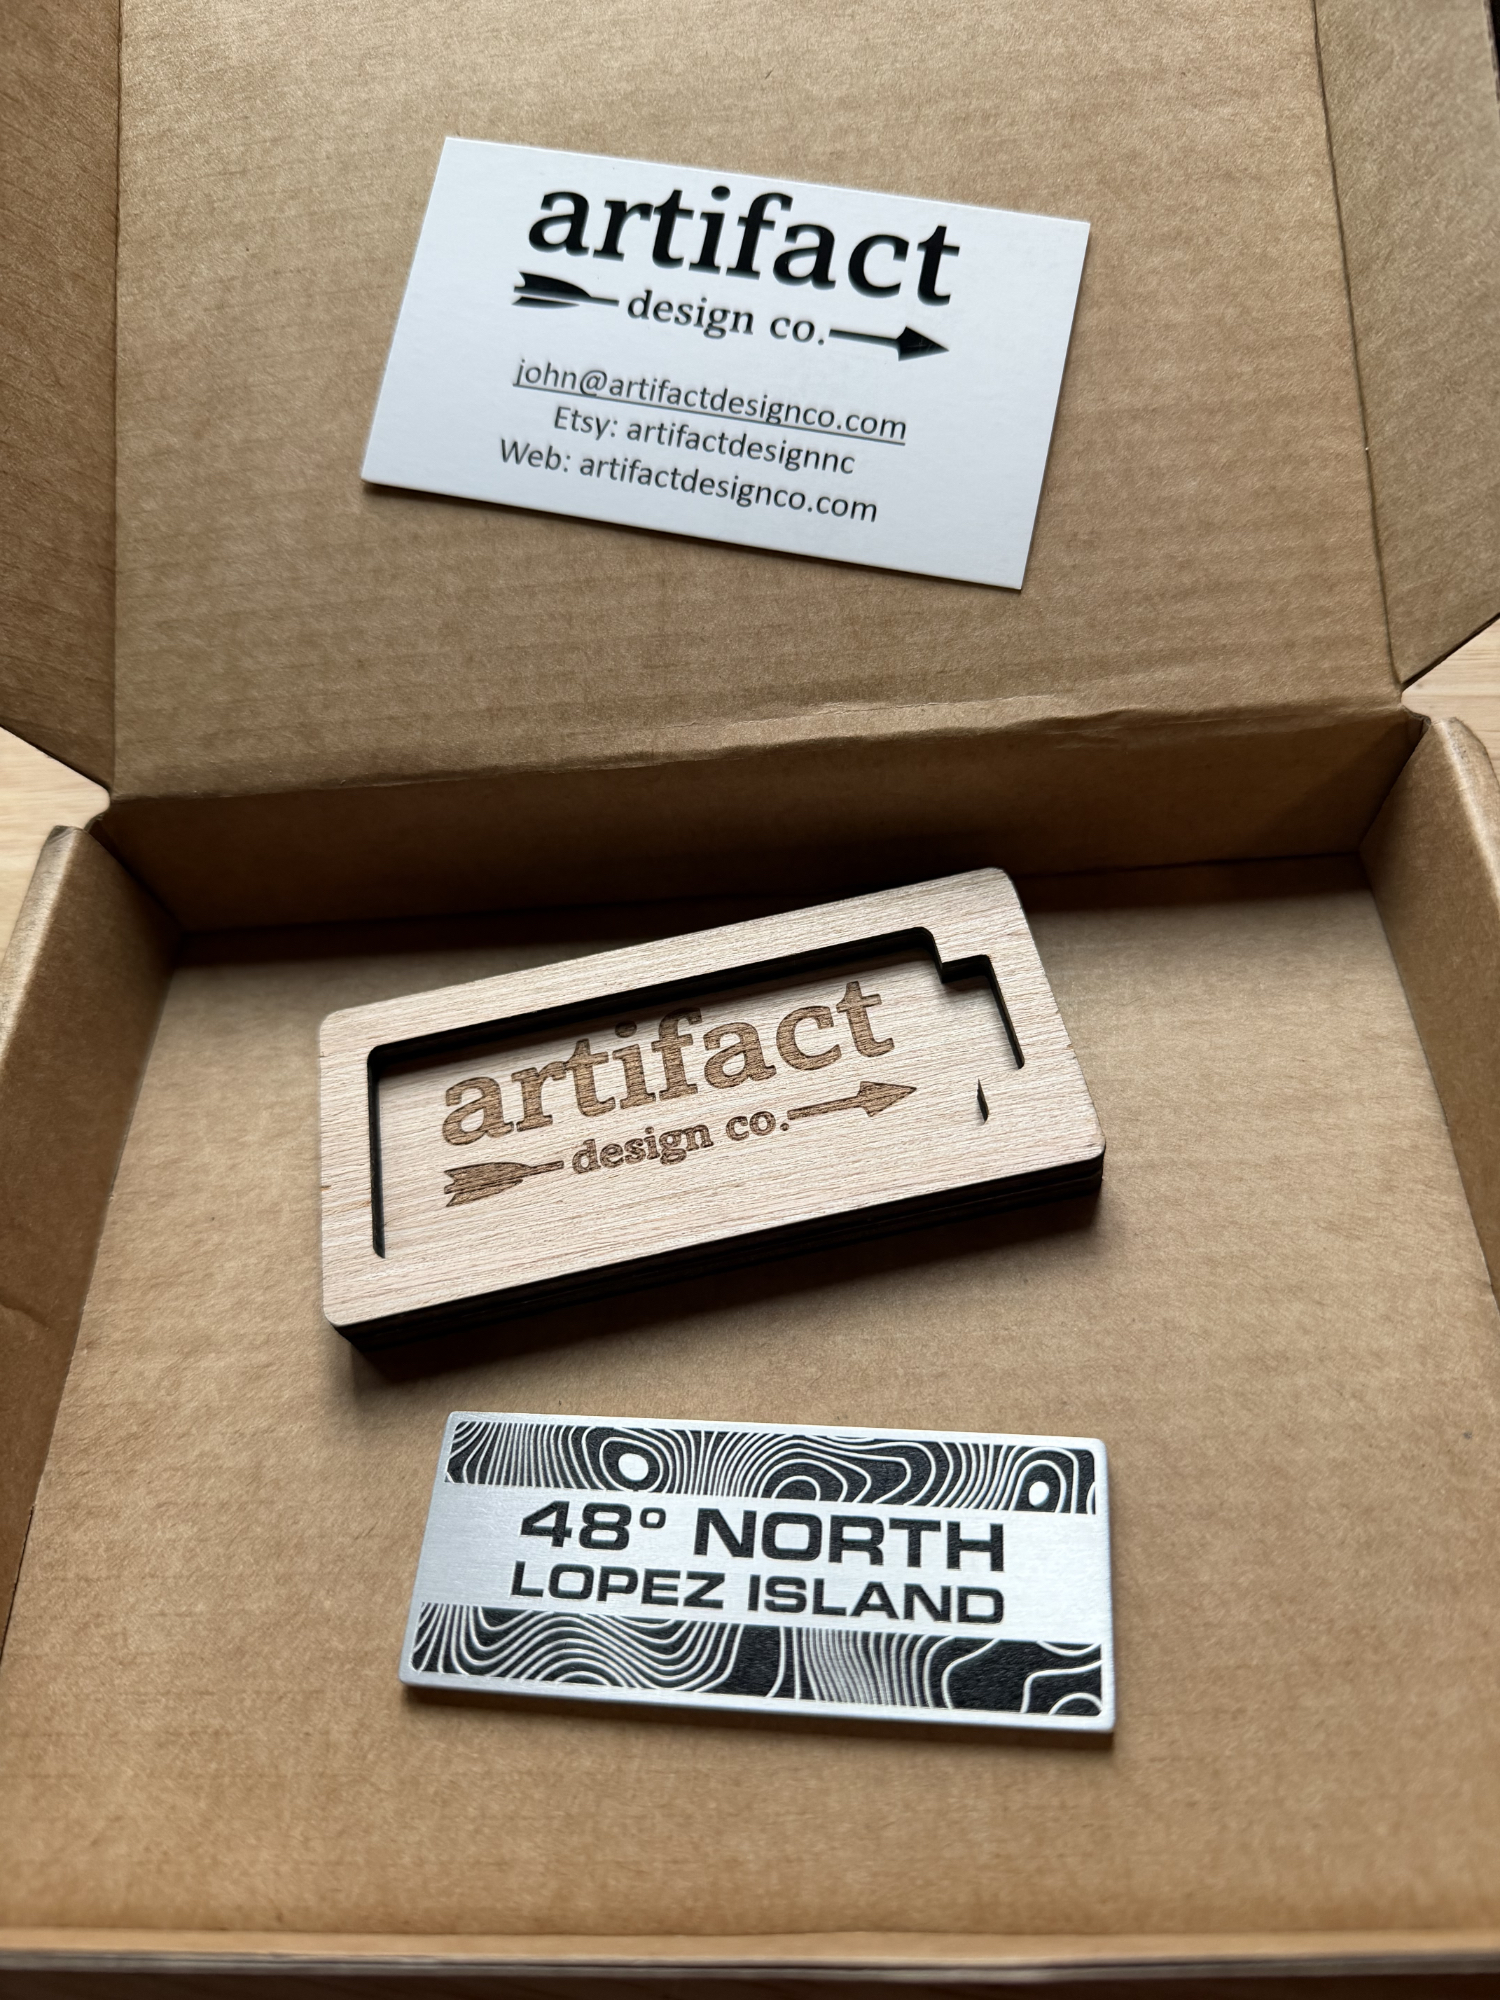 artifact
design co.
john@artifactdesignco.com
Etsy: artifactdesignnc
Web: artifactdesignco.com
artifact
design co.
48° NORTH
LOPEZ ISLAND